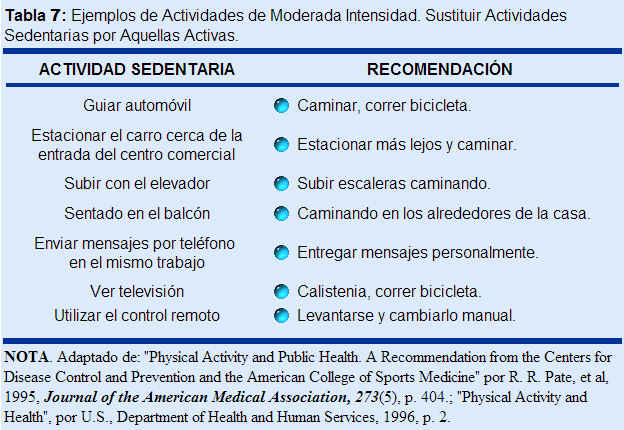 Tabla 7: Ejemplos de Actividades de Moderada Intensidad. Sustituir Actividades
Sedentarias por Aquellas Activas.
ACTIVIDAD SEDENTARIA RECOMENDACIÓN
Guiar automóvil Caminar, correr bicicleta.
Estacionar el carro cerca de la
entrada del centro comercial Estacionar más lejos y caminar.
Subir con el elevador Subir escaleras caminando.
Sentado en el balcón Caminando en los alrededores de la casa.
Enviar mensajes por teléfono
en el mismo trabajo Entregar mensajes personalmente.
Ver televisión Calistenia, correr bicicleta.
Utilizar el control remoto Levantarse y cambiarlo manual.
NOTA. Adaptado de: "Physical Activity and Public Health. A Recommendation from the Centers for
Disease Control and Prevention and the American College of Sports Medicine" por R. R. Pate, et al,
1995, Journal of the American Medical Association, 273(5), p. 404.; "Physical Activity and
Health", por U.S., Department of Health and Human Services, 1996, p. 2.